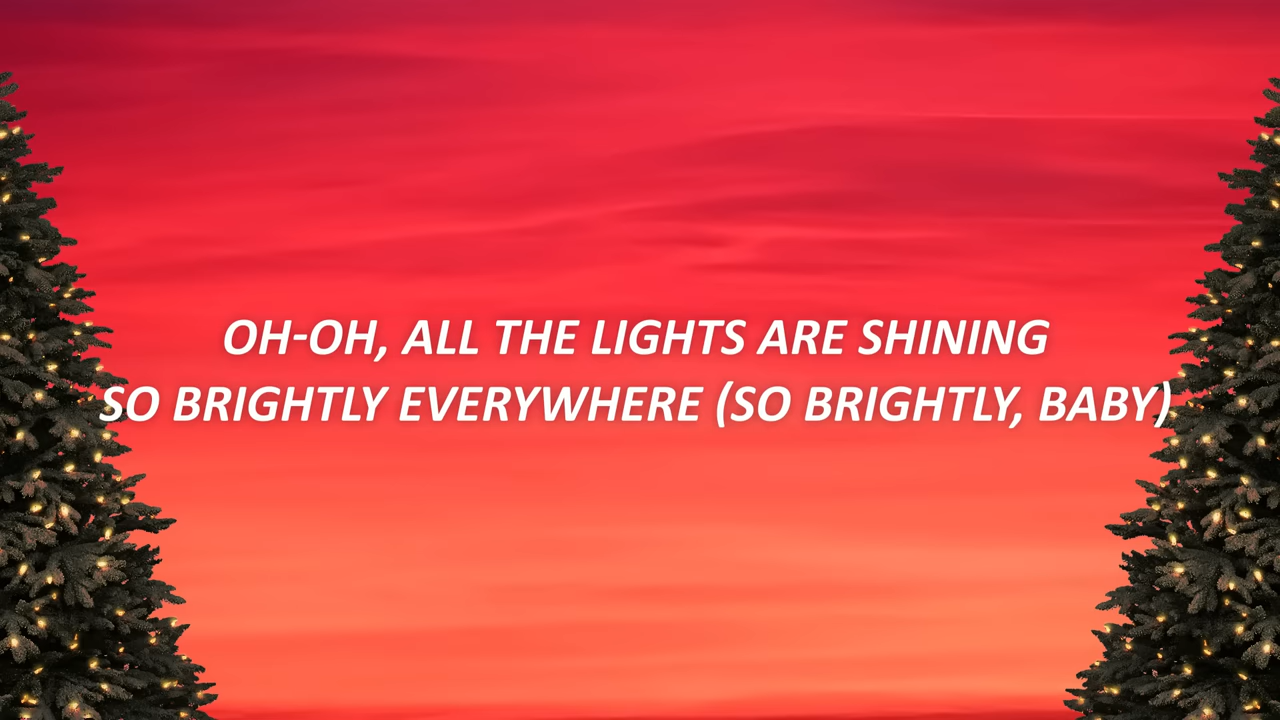 OH-OH, ALL THE LIGHTS ARE SHINING
SO BRIGHTLY EVERYWHERE (SO BRIGHTLY, BABY)